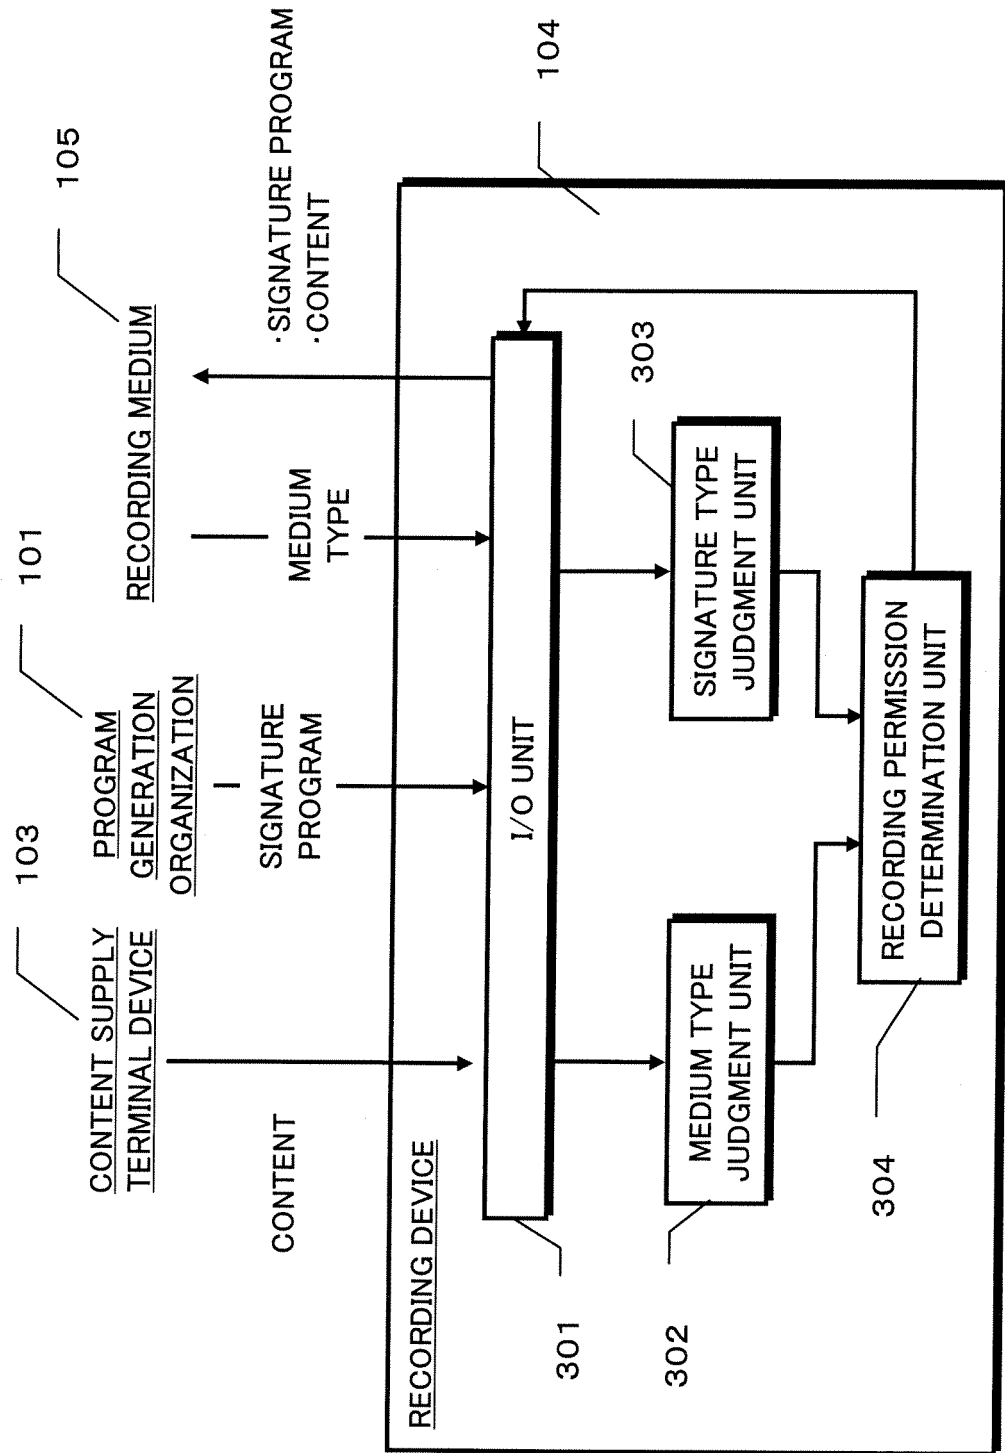 103
CONTENT SUPPLY
TERMINAL DEVICE
101
PROGRAM
GENERATION
ORGANIZATION
105
RECORDING MEDIUM
CONTENT
SIGNATURE
PROGRAM
MEDIUM
TYPE
·SIGNATURE PROGRAM
·CONTENT
RECORDING DEVICE
104
301
I/O UNIT
302
MEDIUM TYPE
JUDGMENT UNIT
303
SIGNATURE TYPE
JUDGMENT UNIT
304
RECORDING PERMISSION
DETERMINATION UNIT